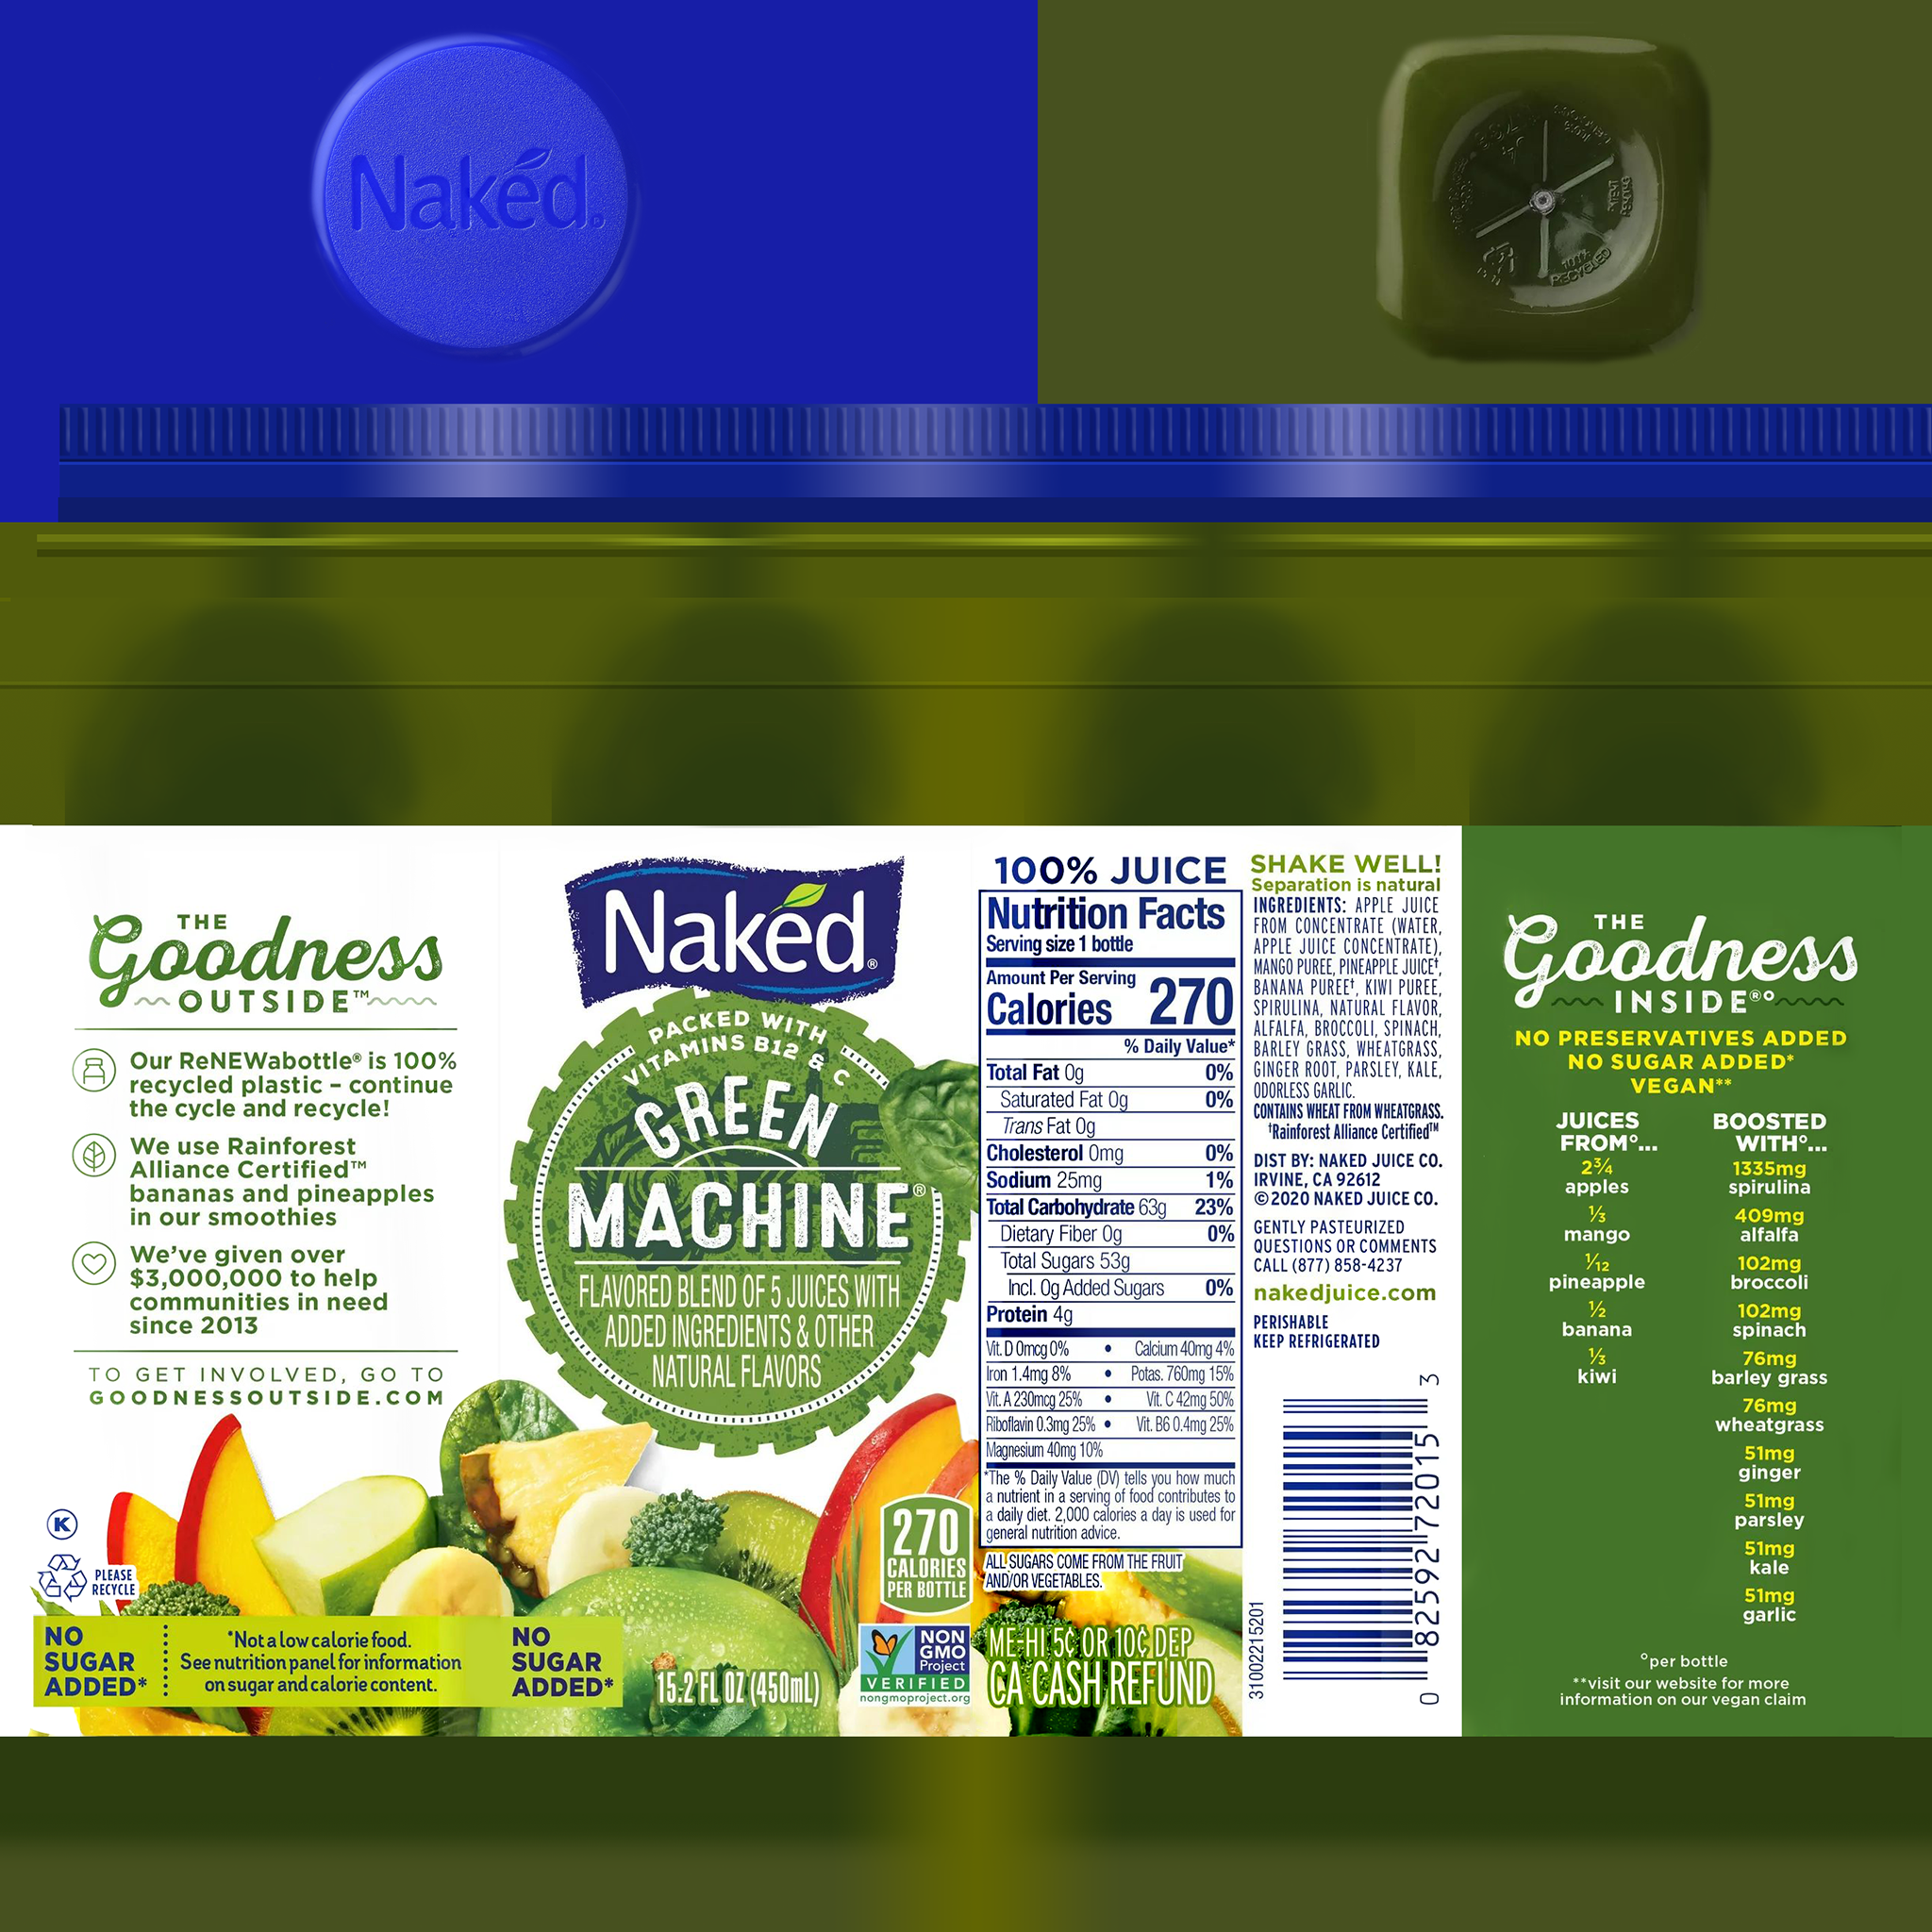 Naked®
100%
RECYCLED
PATENT
PENDING
THE
Goodness
OUTSIDE™
Our ReNEWabottle® is 100%
recycled plastic – continue
the cycle and recycle!
We use Rainforest
Alliance Certified™
bananas and pineapples
in our smoothies
We've given over
$3,000,000 to help
communities in need
since 2013
TO GET INVOLVED, GO TO
GOODNESSOUTSIDE.COM
K
PLEASE
RECYCLE
NO
SUGAR
ADDED*
*Not a low calorie food.
See nutrition panel for information
on sugar and calorie content.
NO
SUGAR
ADDED*
Naked®
PACKED WITH
VITAMINS B12 & C
GREEN
MACHINE®
FLAVORED BLEND OF 5 JUICES WITH
ADDED INGREDIENTS & OTHER
NATURAL FLAVORS
270
CALORIES
PER BOTTLE
15.2 FL OZ (450mL)
NON
GMO
Project
VERIFIED
nongmoproject.org
100% JUICE
Nutrition Facts
Serving size 1 bottle
Amount Per Serving
Calories 270
% Daily Value*
Total Fat 0g 0%
Saturated Fat 0g 0%
Trans Fat 0g
Cholesterol 0mg 0%
Sodium 25mg 1%
Total Carbohydrate 63g 23%
Dietary Fiber 0g 0%
Total Sugars 53g
Incl. 0g Added Sugars 0%
Protein 4g
Vit. D 0mcg 0% • Calcium 40mg 4%
Iron 1.4mg 8% • Potas. 760mg 15%
Vit. A 230mcg 25% • Vit. C 42mg 50%
Riboflavin 0.3mg 25% • Vit. B6 0.4mg 25%
Magnesium 40mg 10%
*The % Daily Value (DV) tells you how much
a nutrient in a serving of food contributes to
a daily diet. 2,000 calories a day is used for
general nutrition advice.
ALL SUGARS COME FROM THE FRUIT
AND/OR VEGETABLES.
ME-HI 5¢ OR 10¢ DEP
CA CASH REFUND
SHAKE WELL!
Separation is natural
INGREDIENTS: APPLE JUICE
FROM CONCENTRATE (WATER,
APPLE JUICE CONCENTRATE),
MANGO PUREE, PINEAPPLE JUICE†,
BANANA PUREE†, KIWI PUREE,
SPIRULINA, NATURAL FLAVOR,
ALFALFA, BROCCOLI, SPINACH,
BARLEY GRASS, WHEATGRASS,
GINGER ROOT, PARSLEY, KALE,
ODORLESS GARLIC.
CONTAINS WHEAT FROM WHEATGRASS.
†Rainforest Alliance Certified™
DIST BY: NAKED JUICE CO.
IRVINE, CA 92612
©2020 NAKED JUICE CO.
GENTLY PASTEURIZED
QUESTIONS OR COMMENTS
CALL (877) 858-4237
nakedjuice.com
PERISHABLE
KEEP REFRIGERATED
31002215201
0 82592 72015 3
THE
Goodness
INSIDE®°
NO PRESERVATIVES ADDED
NO SUGAR ADDED*
VEGAN**
JUICES
FROM°...
2¾
apples
⅓
mango
1/12
pineapple
½
banana
⅓
kiwi
BOOSTED
WITH°...
1335mg
spirulina
409mg
alfalfa
102mg
broccoli
102mg
spinach
76mg
barley grass
76mg
wheatgrass
51mg
ginger
51mg
parsley
51mg
kale
51mg
garlic
°per bottle
**visit our website for more
information on our vegan claim